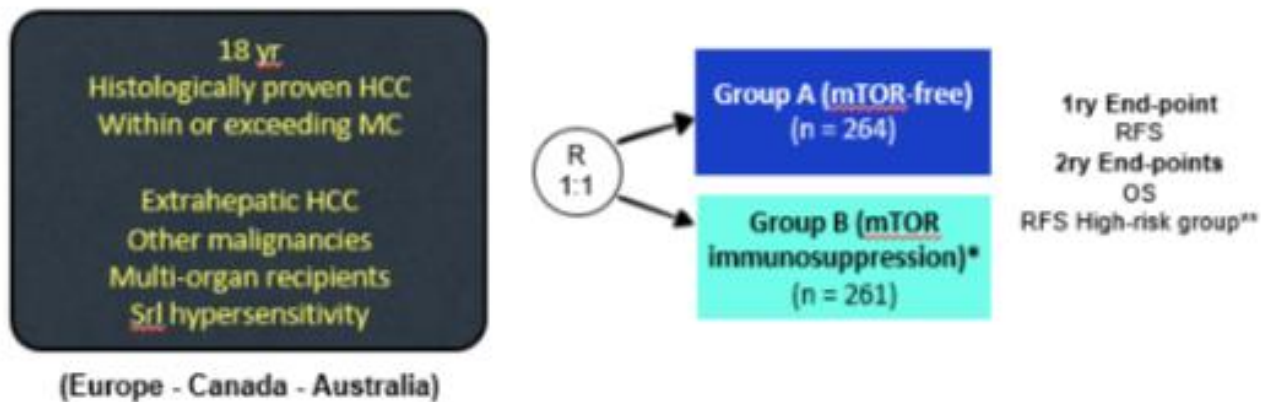 18 yr
Histologically proven HCC
Within or exceeding MC
Extrahepatic HCC
Other malignancies
Multi-organ recipients
Srl hypersensitivity
(Europe - Canada - Australia)
R
1:1
Group A (mTOR-free)
(n = 264)
Group B (mTOR
immunosuppression)*
(n = 261)
1ry End-point
RFS
2ry End-points
OS
RFS High-risk group**